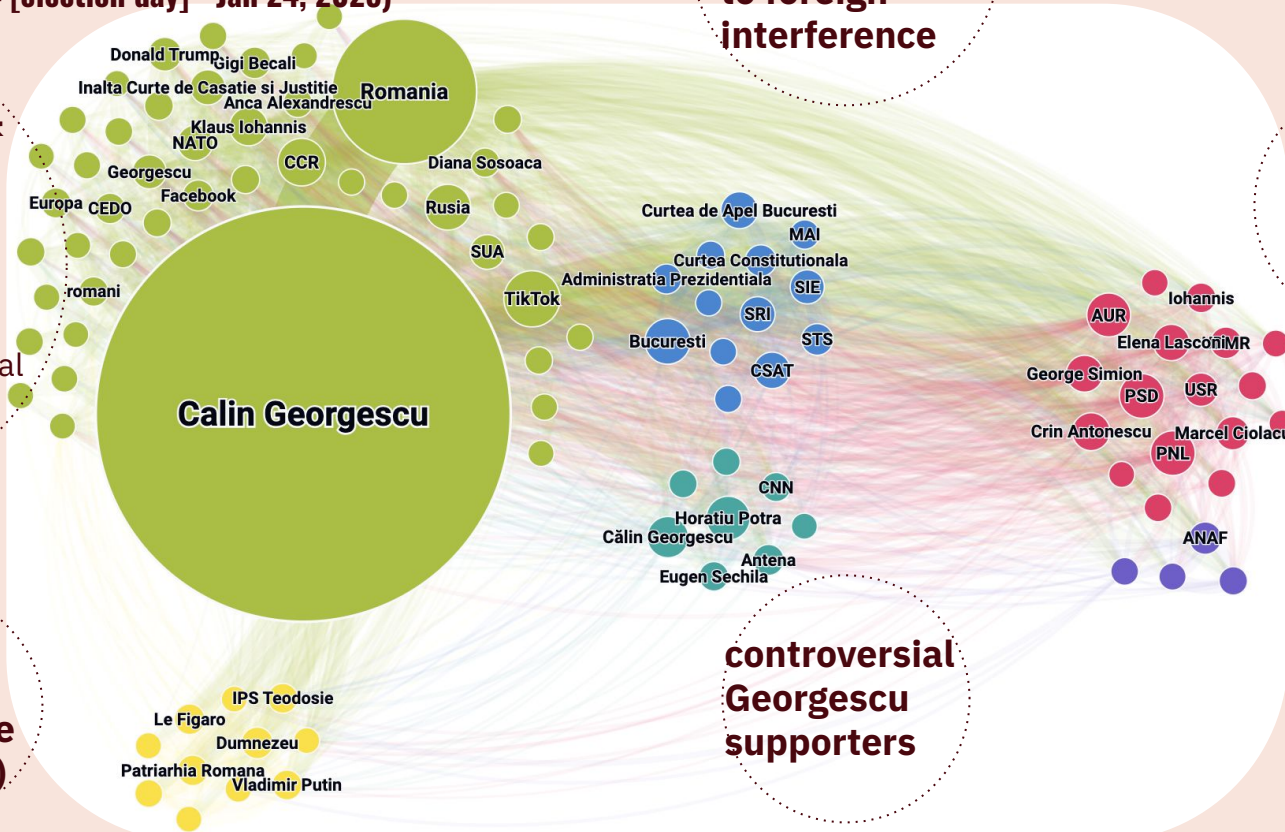 to foreign
interference
Donald Trump
Gigi Becali
Inalta Curte de Casatie si Justitie
Anca Alexandrescu
Romania
Klaus Iohannis
NATO
CCR
Diana Sosoaca
Georgescu
Facebook
Europa
CEDO
Rusia
SUA
romani
TikTok
Calin Georgescu
Curtea de Apel Bucuresti
MAI
Curtea Constitutionala
Administratia Prezidentiala
SIE
SRI
Bucuresti
STS
CSAT
Iohannis
AUR
Elena Lasconi
George Simion
PSD
USR
Crin Antonescu
Marcel Ciolacu
PNL
CNN
Horatiu Potra
Călin Georgescu
Antena
Eugen Sechila
ANAF
controversial
Georgescu
supporters
IPS Teodosie
Le Figaro
Dumnezeu
Patriarhia Romana
Vladimir Putin